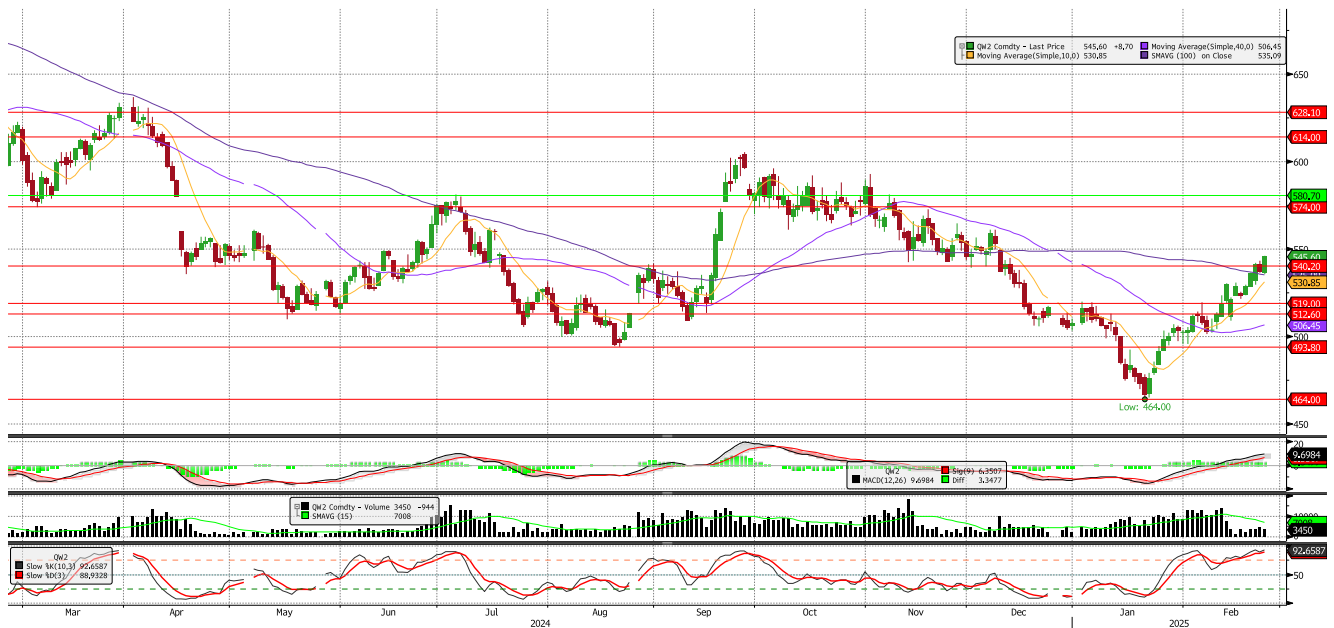 QW2 Comdty - Last Price 545,60 +8,70
Moving Average(Simple,10,0) 530,85
Moving Average(Simple,40,0) 506,45
SMAVG (100) on Close 535,09
650
628.10
614.00
600
580.70
574.00
550
545.60
540.20
530.85
519.00
512.60
506.45
500
493.80
464.00
450
Low: 464.00
20
9.6984
QW2
MACD(12,26) 9,6984
Sig(9) 6,3507
Diff 3,3477
QW2 Comdty - Volume 3450 -944
SMAVG (15) 7008
10000
7008
3450
QW2
Slow %K(10,3) 92,6587
Slow %D(3) 88,9328
92.6587
50
Mar Apr May Jun Jul Aug Sep Oct Nov Dec Jan Feb
2024 2025